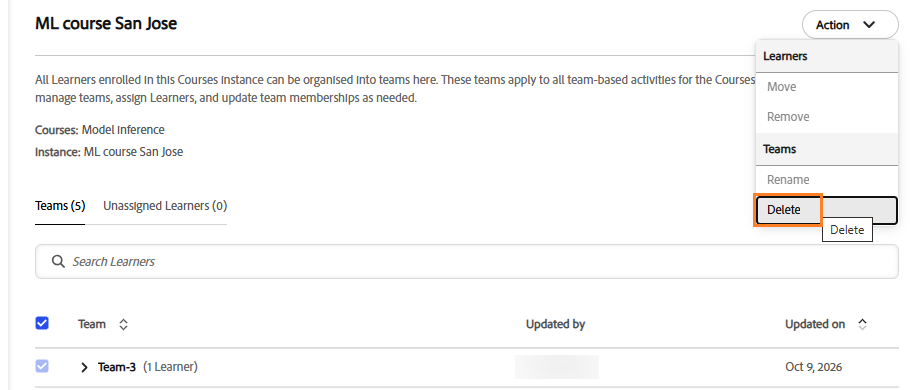 ML course San Jose
Action
All Learners enrolled in this Courses instance can be organised into teams here. These teams apply to all team-based activities for the Courses
manage teams, assign Learners, and update team memberships as needed.
Courses: Model Inference
Instance: ML course San Jose
Learners
Move
Remove
Teams
Rename
Delete
Delete
Teams (5) Unassigned Learners (0)
Search Learners
Team Updated by Updated on
Team-3 (1 Learner) Oct 9, 2026